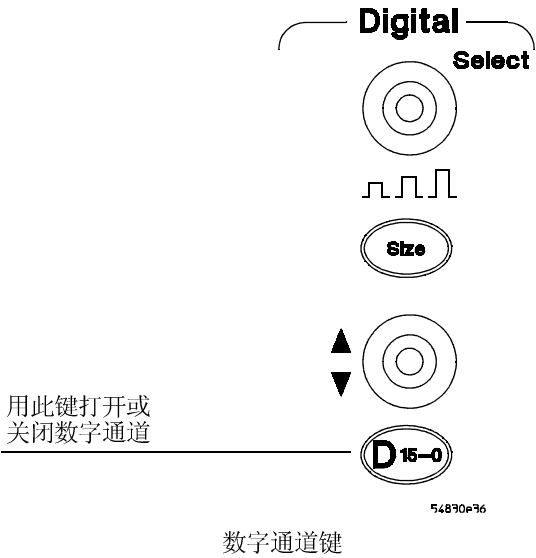 Digital
Select
Size
用此键打开或
关闭数字通道
D 15-0
54830e36
数字通道键